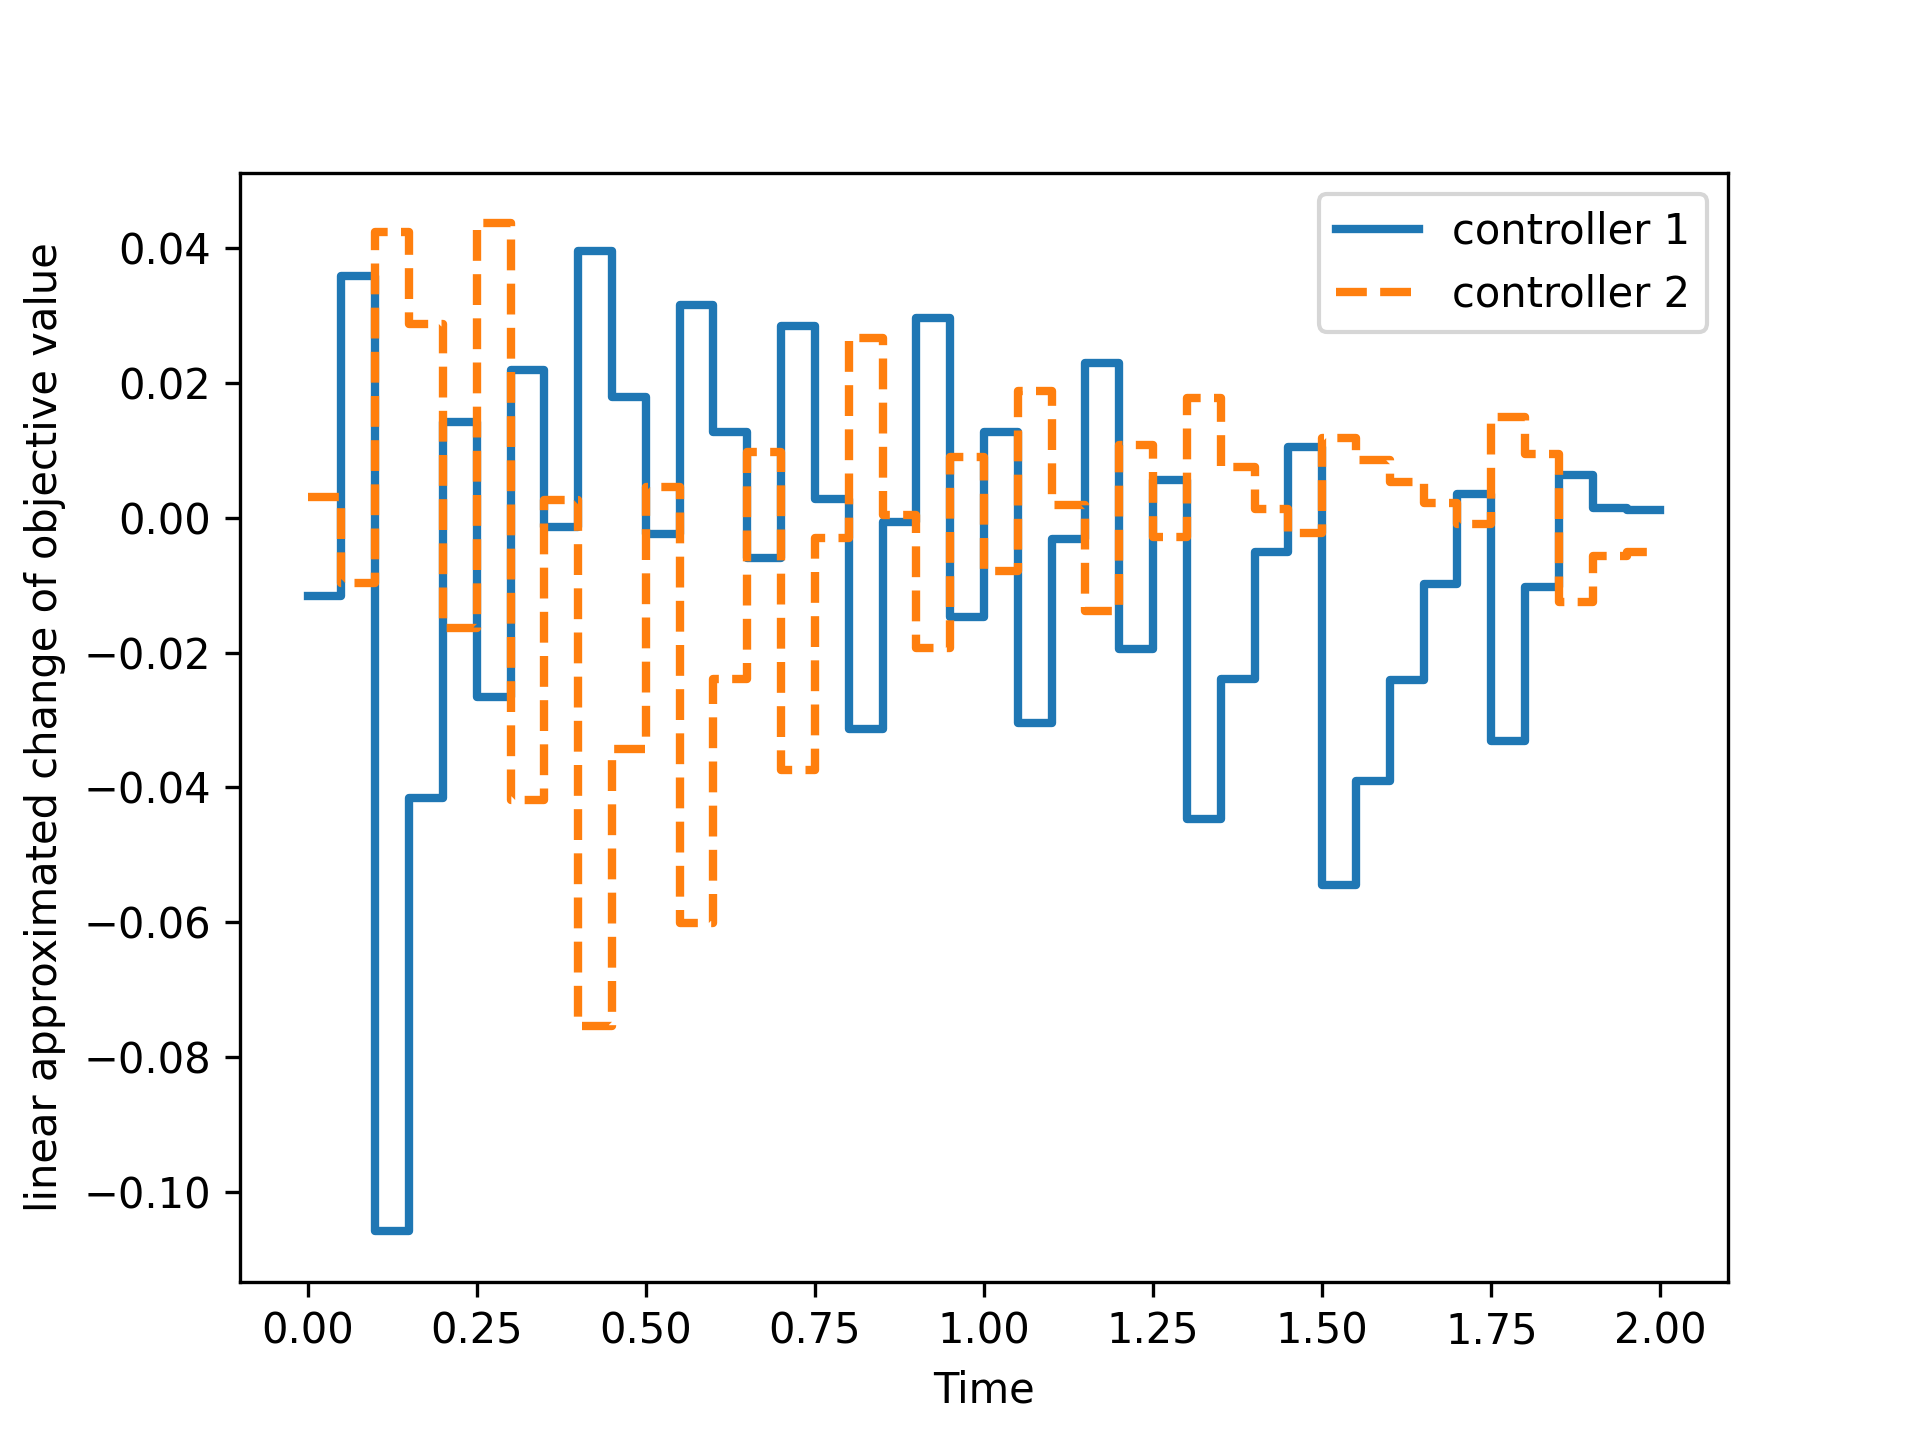 controller 1
controller 2
linear approximated change of objective value
0.04
0.02
0.00
−0.02
−0.04
−0.06
−0.08
−0.10
0.00 0.25 0.50 0.75 1.00 1.25 1.50 1.75 2.00
Time